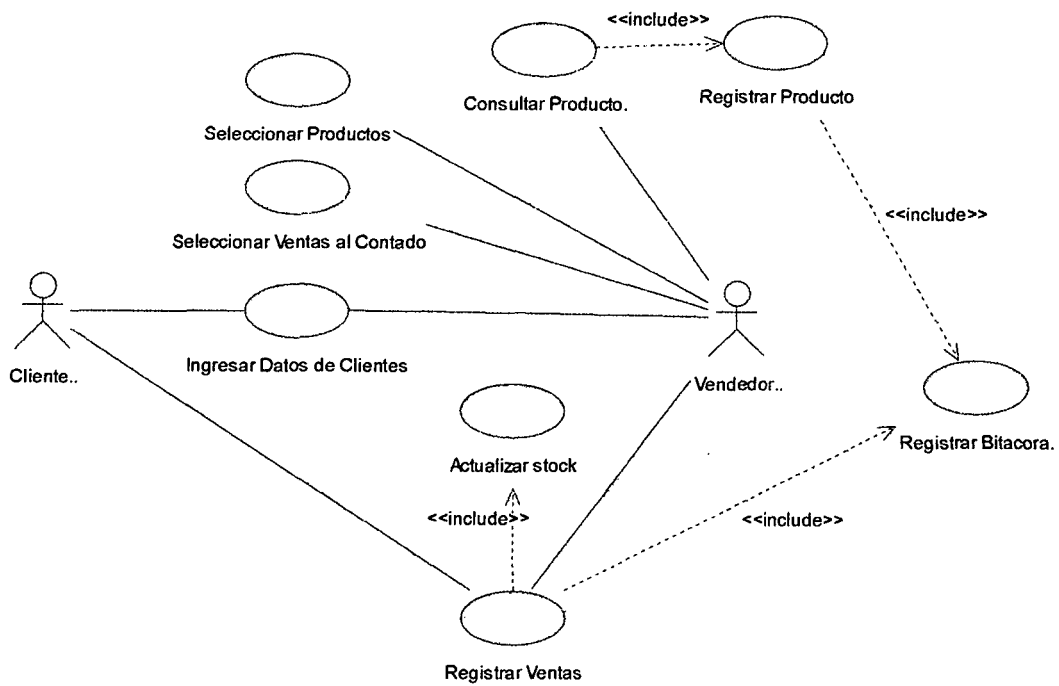 <<include>>
Consultar Producto.
Registrar Producto
Seleccionar Productos
<<include>>
Seleccionar Ventas al Contado
Ingresar Datos de Clientes
Cliente..
Vendedor..
Registrar Bitacora.
Actualizar stock
<<include>>
<<include>>
Registrar Ventas